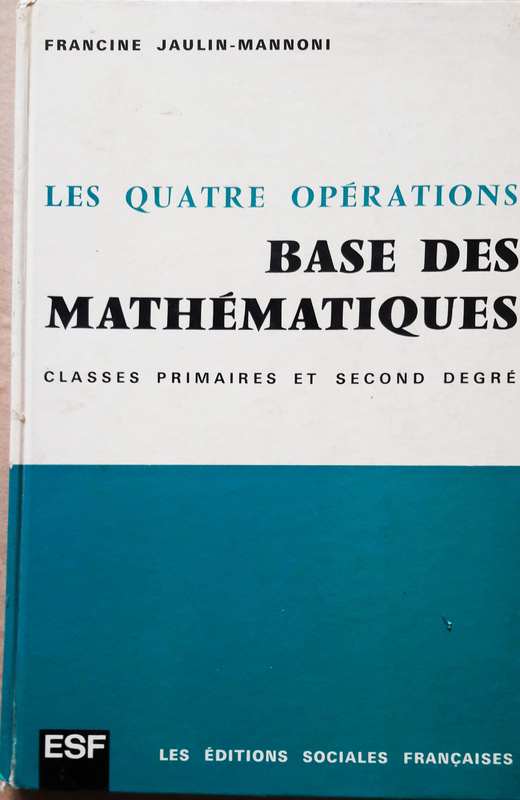 FRANCINE JAULIN-MANNONI
LES QUATRE OPÉRATIONS
BASE DES
MATHÉMATIQUES
CLASSES PRIMAIRES ET SECOND DEGRÉ
ESF
LES ÉDITIONS SOCIALES FRANÇAISES